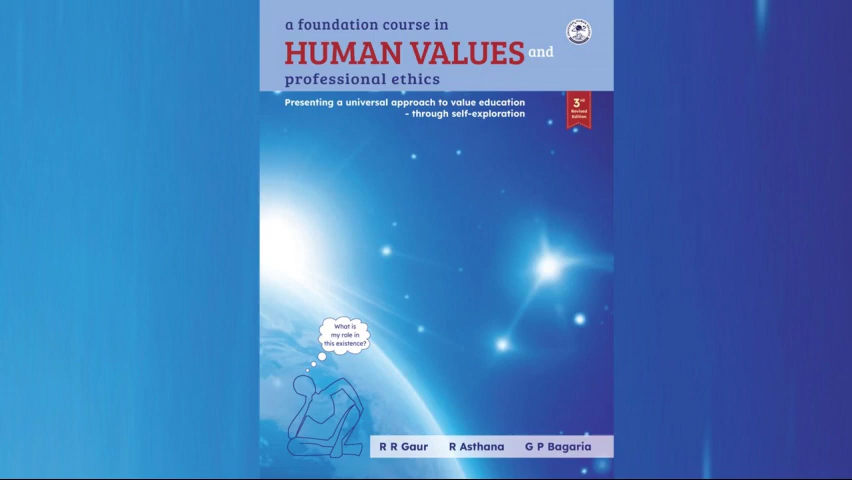 a foundation course in
HUMAN VALUES and
professional ethics
Presenting a universal approach to value education
- through self-exploration
3rd
Revised
Edition
What is
my role in
this existence?
R R Gaur R Asthana G P Bagaria